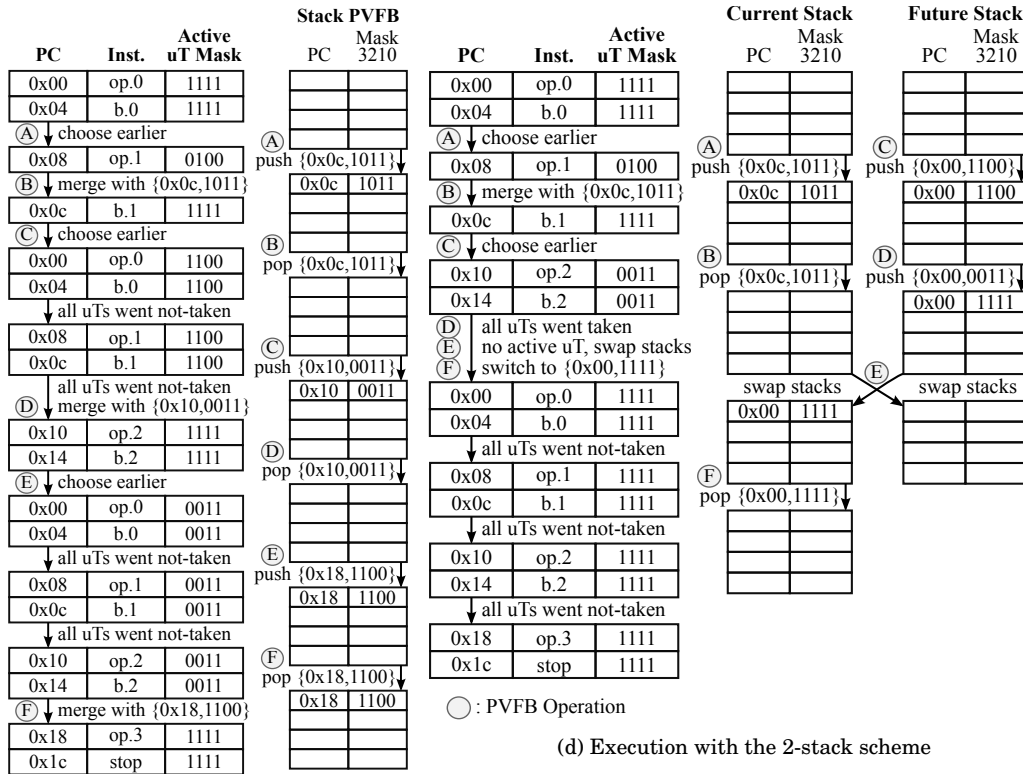 Stack PVFB
PC Inst. Active uT Mask
PC Mask 3210
0x00 op.0 1111
0x04 b.0 1111
A choose earlier
0x08 op.1 0100
B merge with {0x0c,1011}
0x0c b.1 1111
C choose earlier
0x00 op.0 1100
0x04 b.0 1100
all uTs went not-taken
0x08 op.1 1100
0x0c b.1 1100
all uTs went not-taken
D merge with {0x10,0011}
0x10 op.2 1111
0x14 b.2 1111
E choose earlier
0x00 op.0 0011
0x04 b.0 0011
all uTs went not-taken
0x08 op.1 0011
0x0c b.1 0011
all uTs went not-taken
0x10 op.2 0011
0x14 b.2 0011
F merge with {0x18,1100}
0x18 op.3 1111
0x1c stop 1111
A
push {0x0c,1011}
0x0c 1011
B
pop {0x0c,1011}
C
push {0x10,0011}
0x10 0011
D
pop {0x10,0011}
E
push {0x18,1100}
0x18 1100
F
pop {0x18,1100}
0x18 1100
PC Inst. Active uT Mask
0x00 op.0 1111
0x04 b.0 1111
A choose earlier
0x08 op.1 0100
B merge with {0x0c,1011}
0x0c b.1 1111
C choose earlier
0x10 op.2 0011
0x14 b.2 0011
D all uTs went taken
E no active uT, swap stacks
F switch to {0x00,1111}
0x00 op.0 1111
0x04 b.0 1111
all uTs went not-taken
0x08 op.1 1111
0x0c b.1 1111
all uTs went not-taken
0x10 op.2 1111
0x14 b.2 1111
all uTs went not-taken
0x18 op.3 1111
0x1c stop 1111
: PVFB Operation
Current Stack
PC Mask 3210
A
push {0x0c,1011}
0x0c 1011
B
pop {0x0c,1011}
swap stacks
0x00 1111
F
pop {0x00,1111}
Future Stack
PC Mask 3210
C
push {0x00,1100}
0x00 1100
D
push {0x00,0011}
0x00 1111
E
swap stacks
(d) Execution with the 2-stack scheme